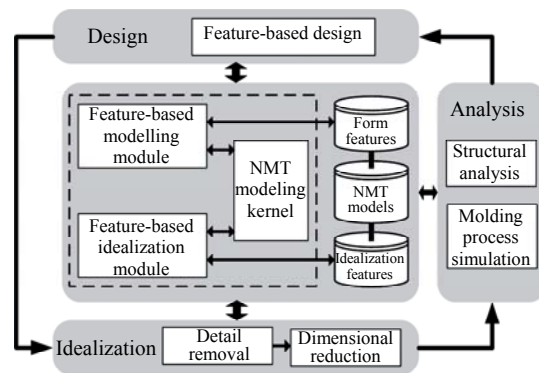 Design
Feature-based design
Feature-based
modelling
module
NMT
modeling
kernel
Feature-based
idealization
module
Form
features
NMT
models
Idealization
features
Analysis
Structural
analysis
Molding
process
simulation
Idealization
Detail
removal
Dimensional
reduction